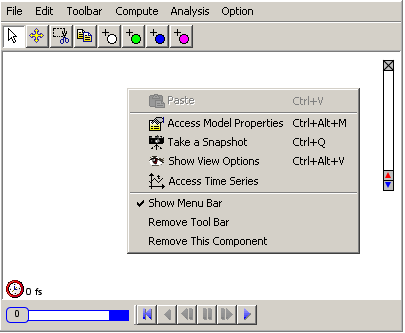 File Edit Toolbar Compute Analysis Option
Paste Ctrl+V
Access Model Properties Ctrl+Alt+M
Take a Snapshot Ctrl+Q
Show View Options Ctrl+Alt+V
Access Time Series
Show Menu Bar
Remove Tool Bar
Remove This Component
0 fs
0